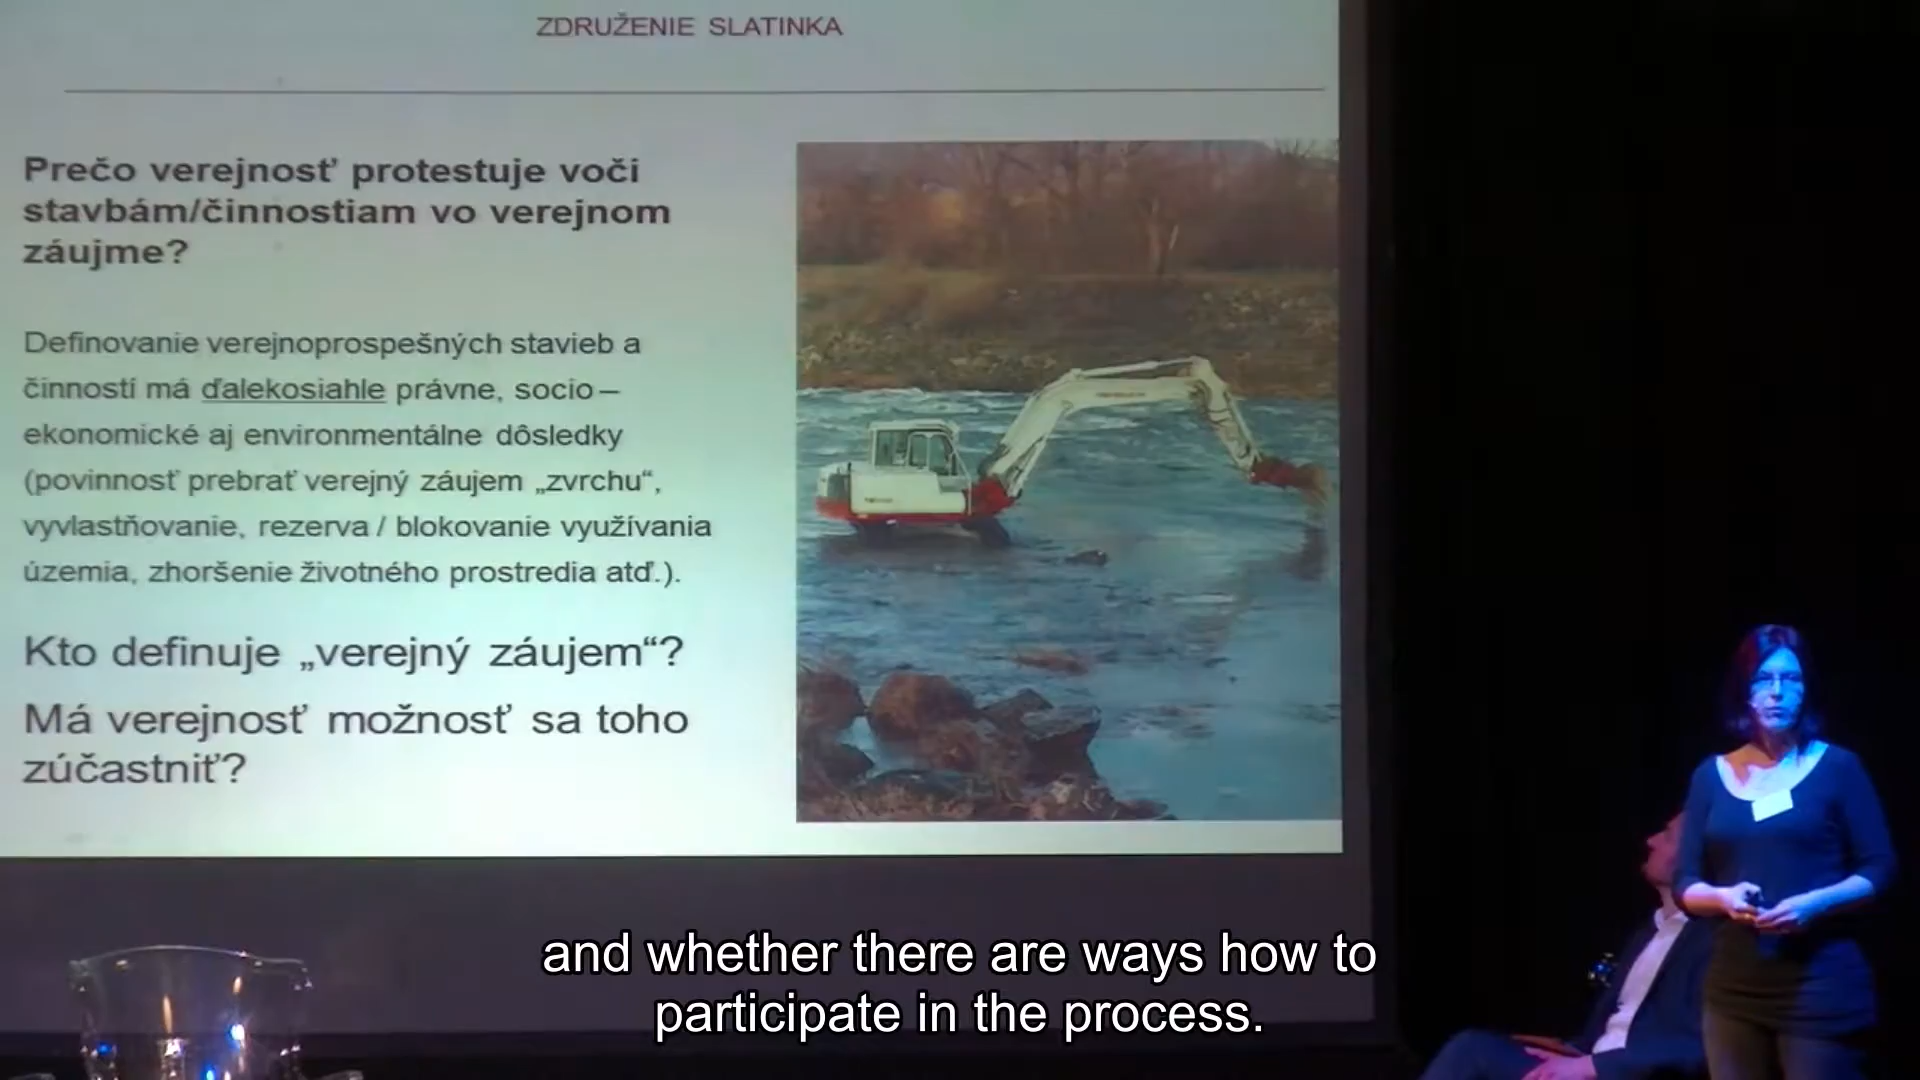 ZDRUŽENIE SLATINKA
Prečo verejnosť protestuje voči
stavbám/činnostiam vo verejnom
záujme?
Definovanie verejnoprospešných stavieb a
činností má ďalekosiahle právne, socio –
ekonomické aj environmentálne dôsledky
(povinnosť prebrať verejný záujem „zvrchu“,
vyvlastňovanie, rezerva / blokovanie využívania
územia, zhoršenie životného prostredia atď.).
Kto definuje „verejný záujem“?
Má verejnosť možnosť sa toho
zúčastniť?
and whether there are ways how to
participate in the process.